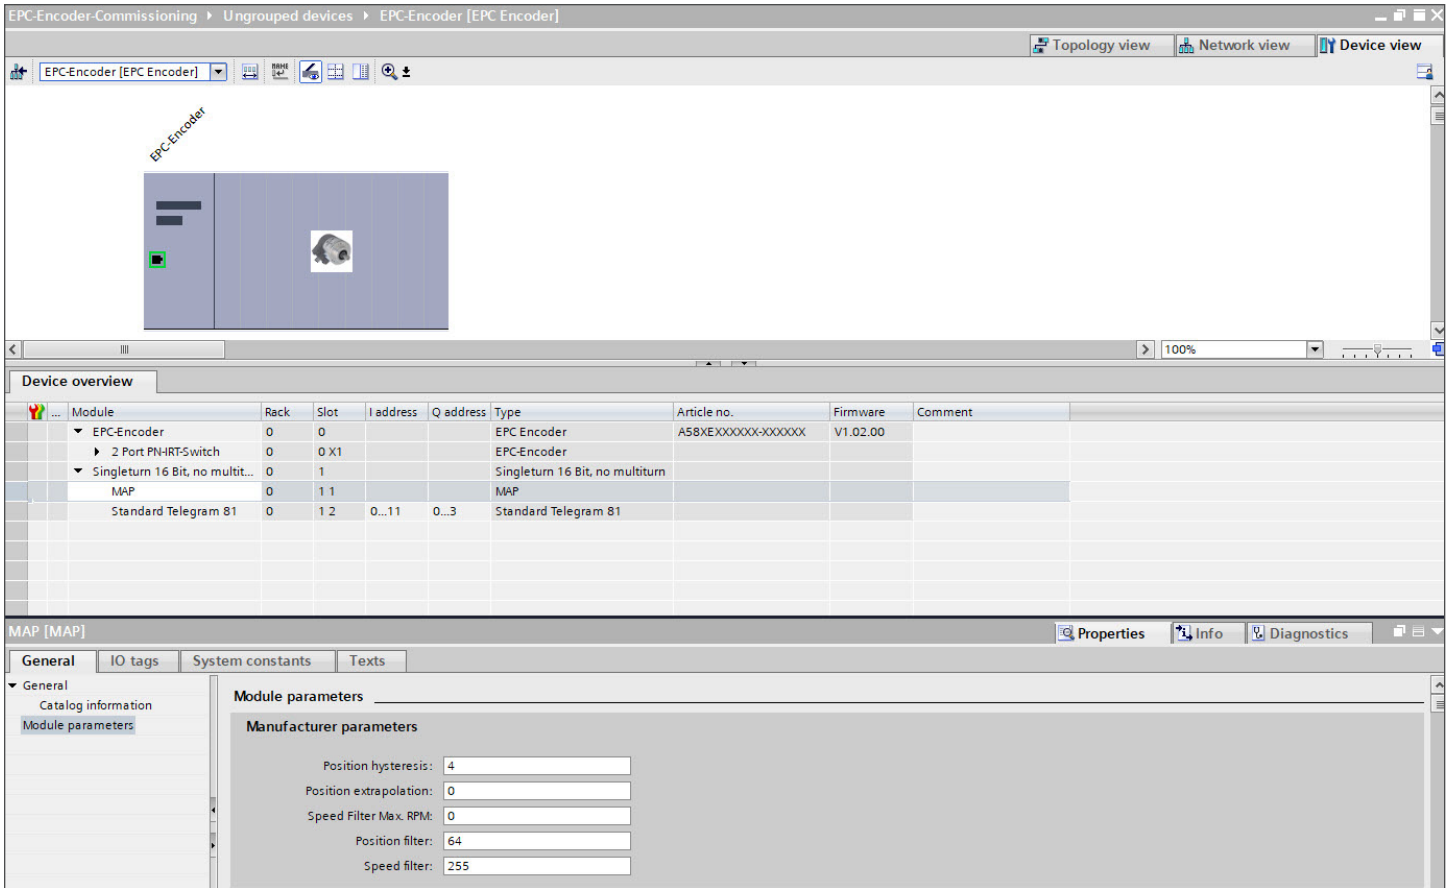 EPC-Encoder-Commissioning ▸ Ungrouped devices ▸ EPC-Encoder [EPC Encoder]
Topology view Network view Device view
EPC-Encoder [EPC Encoder]
EPC-Encoder
100%
Device overview
... Module Rack Slot I address Q address Type Article no. Firmware Comment
EPC-Encoder 0 0 EPC Encoder A58XEXXXXXX-XXXXXX V1.02.00
2 Port PN-IRT-Switch 0 0 X1 EPC-Encoder
Singleturn 16 Bit, no multit... 0 1 Singleturn 16 Bit, no multiturn
MAP 0 1 1 MAP
Standard Telegram 81 0 1 2 0...11 0...3 Standard Telegram 81
MAP [MAP] Properties Info Diagnostics
General IO tags System constants Texts
General
Catalog information
Module parameters
Module parameters
Manufacturer parameters
Position hysteresis: 4
Position extrapolation: 0
Speed Filter Max. RPM: 0
Position filter: 64
Speed filter: 255